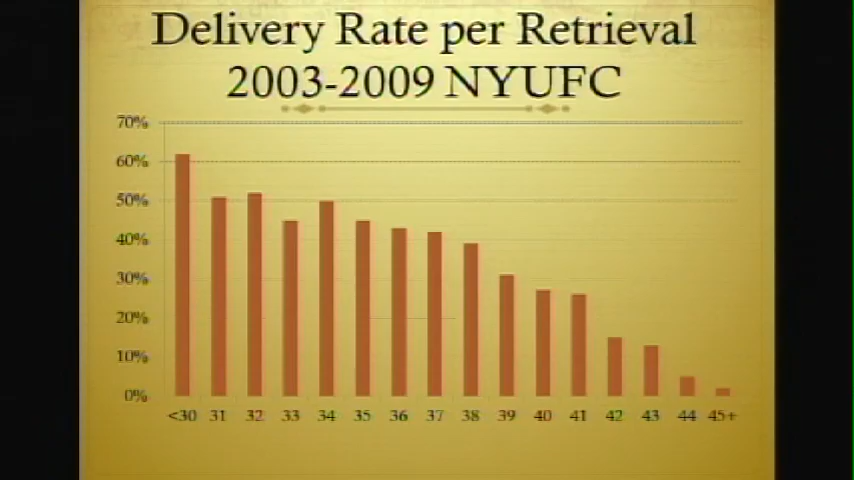 Delivery Rate per Retrieval
2003-2009 NYUFC
70%
60%
50%
40%
30%
20%
10%
0%
<30 31 32 33 34 35 36 37 38 39 40 41 42 43 44 45+